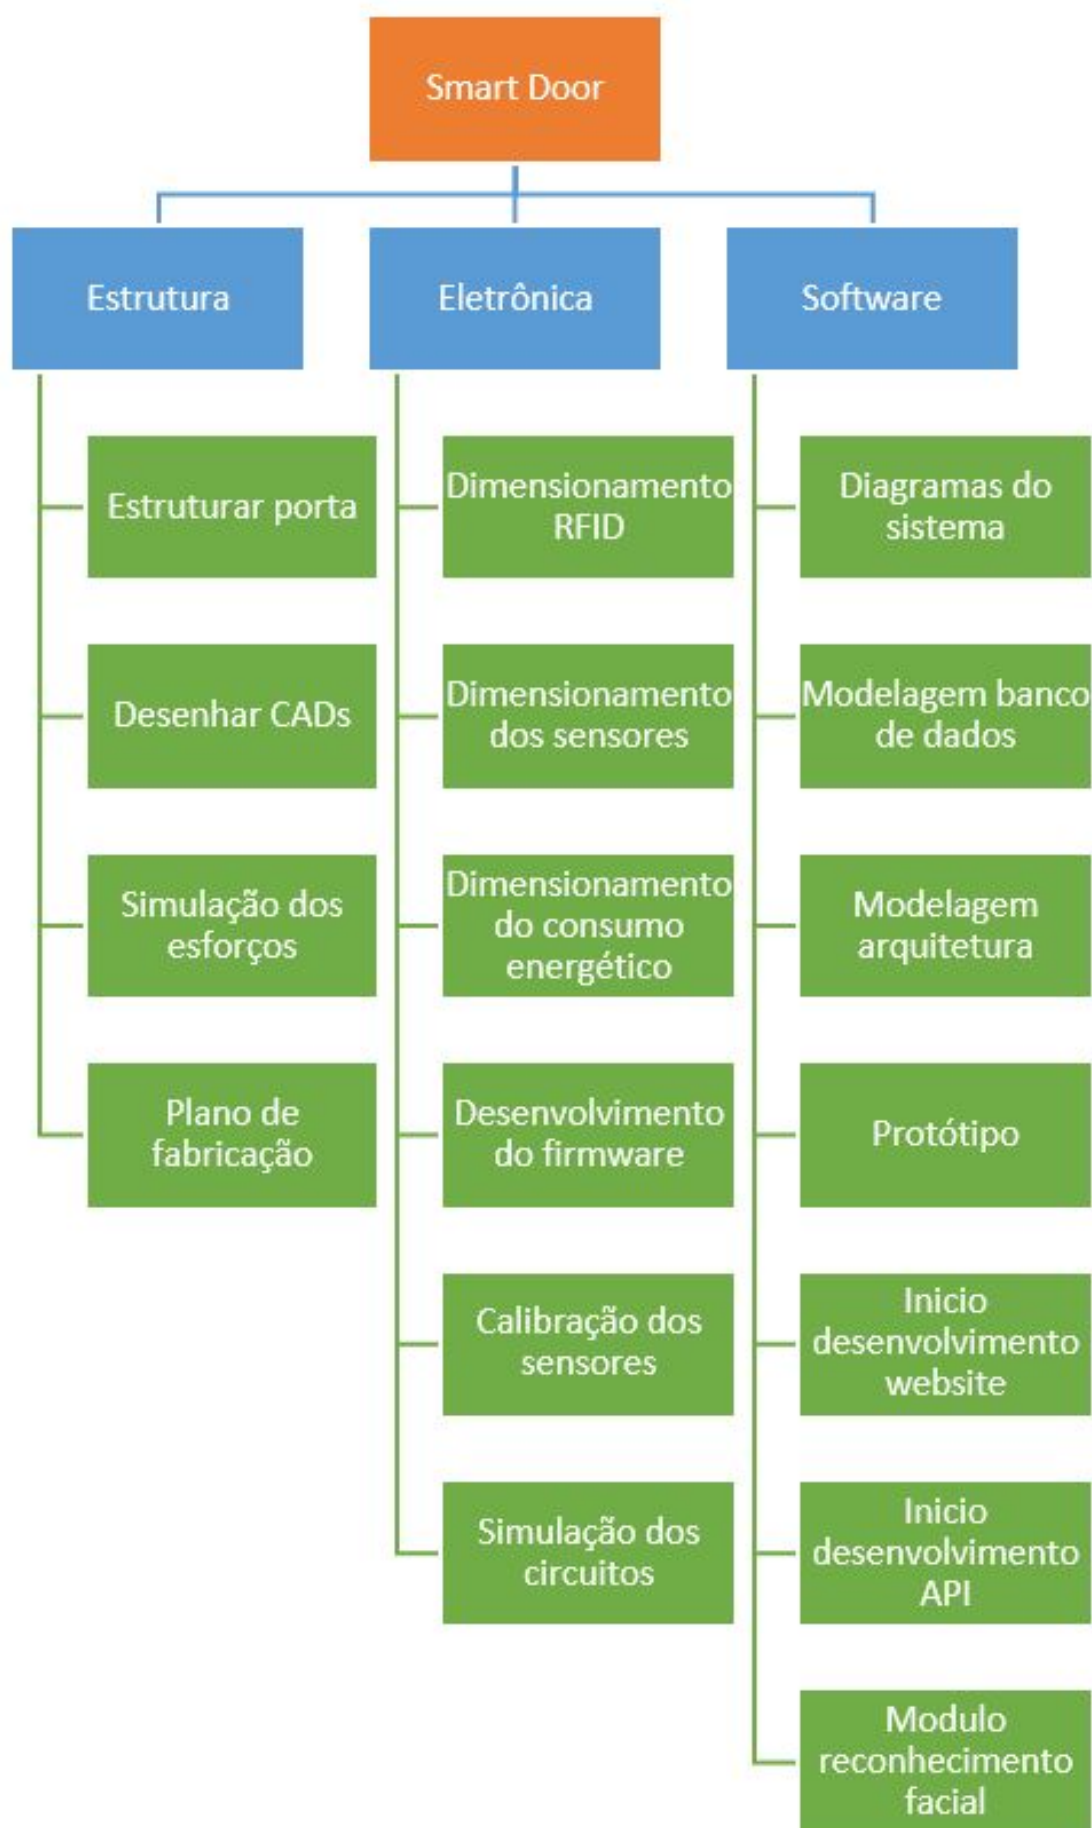 Smart Door
Estrutura
Eletrônica
Software
Estruturar porta
Desenhar CADs
Simulação dos
esforços
Plano de
fabricação
Dimensionamento
RFID
Dimensionamento
dos sensores
Dimensionamento
do consumo
energético
Desenvolvimento
do firmware
Calibração dos
sensores
Simulação dos
circuitos
Diagramas do
sistema
Modelagem banco
de dados
Modelagem
arquitetura
Protótipo
Inicio
desenvolvimento
website
Inicio
desenvolvimento
API
Modulo
reconhecimento
facial